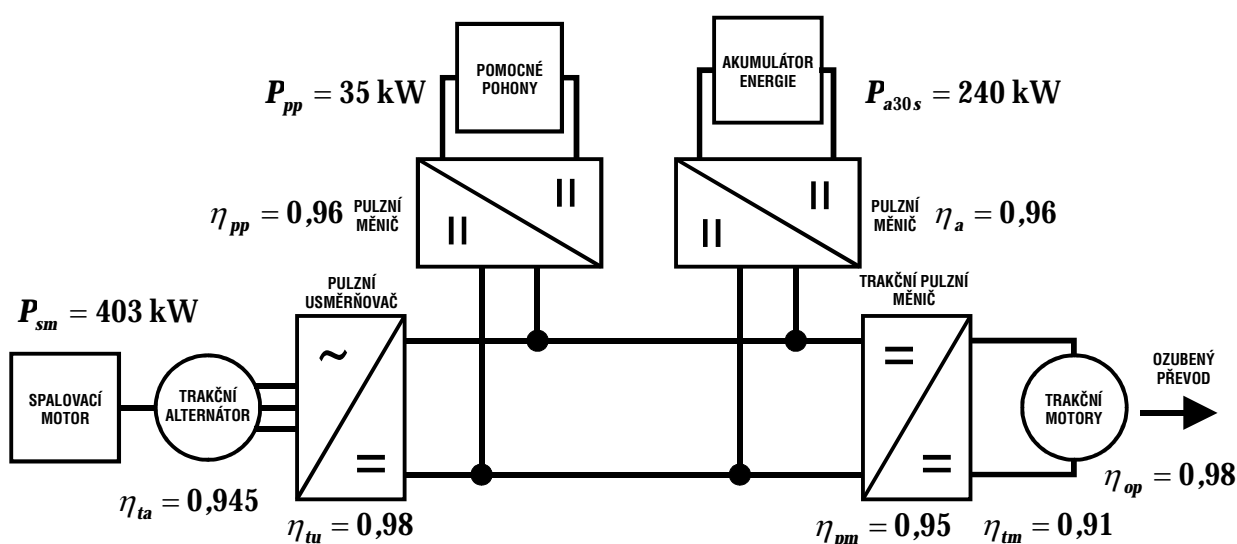 POMOCNÉ
POHONY
P_pp = 35 kW
AKUMULÁTOR
ENERGIE
P_a30s = 240 kW
η_pp = 0,96
PULZNÍ
MĚNIČ
=
=
=
=
PULZNÍ
MĚNIČ
η_a = 0,96
P_sm = 403 kW
PULZNÍ
USMĚRŇOVAČ
TRAKČNÍ PULZNÍ
MĚNIČ
SPALOVACÍ
MOTOR
TRAKČNÍ
ALTERNÁTOR
~
=
=
=
TRAKČNÍ
MOTORY
OZUBENÝ
PŘEVOD
η_ta = 0,945
η_tu = 0,98
η_pm = 0,95
η_tm = 0,91
η_op = 0,98